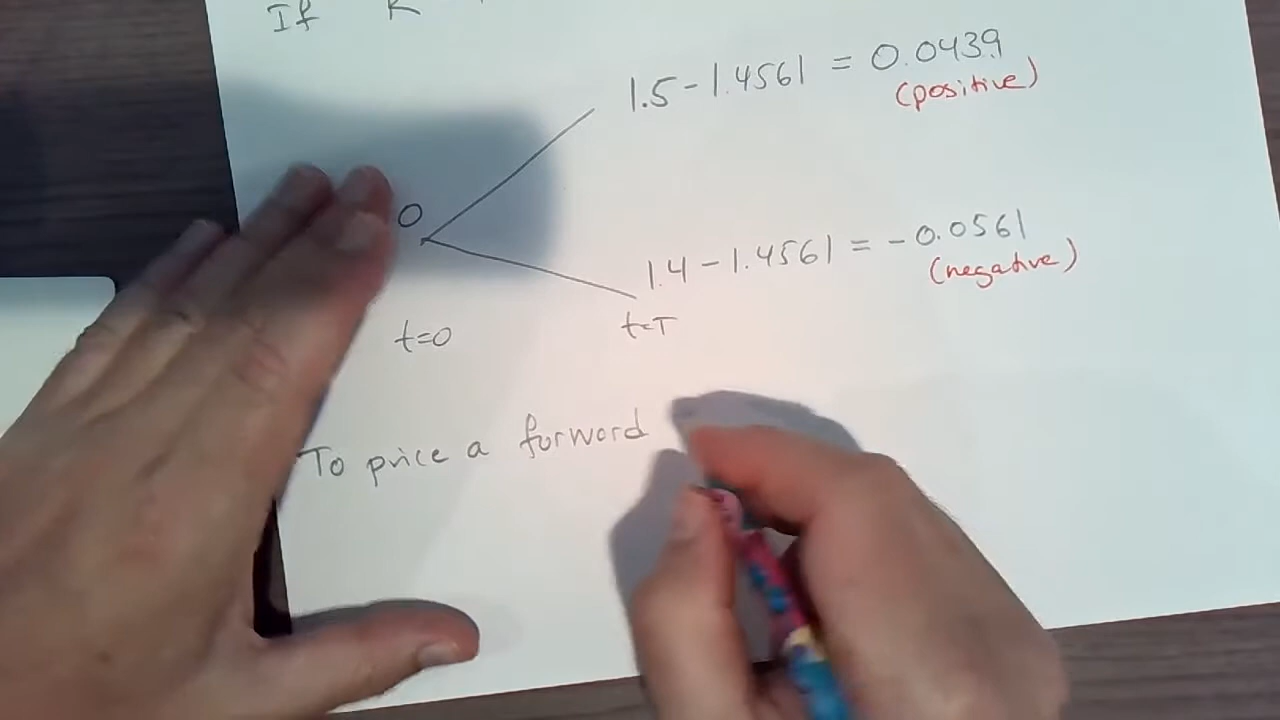 If K
1.5 - 1.4561 = 0.0439
(positive)
0
1.4 - 1.4561 = -0.0561
(negative)
t=0
t=T
To price a forword